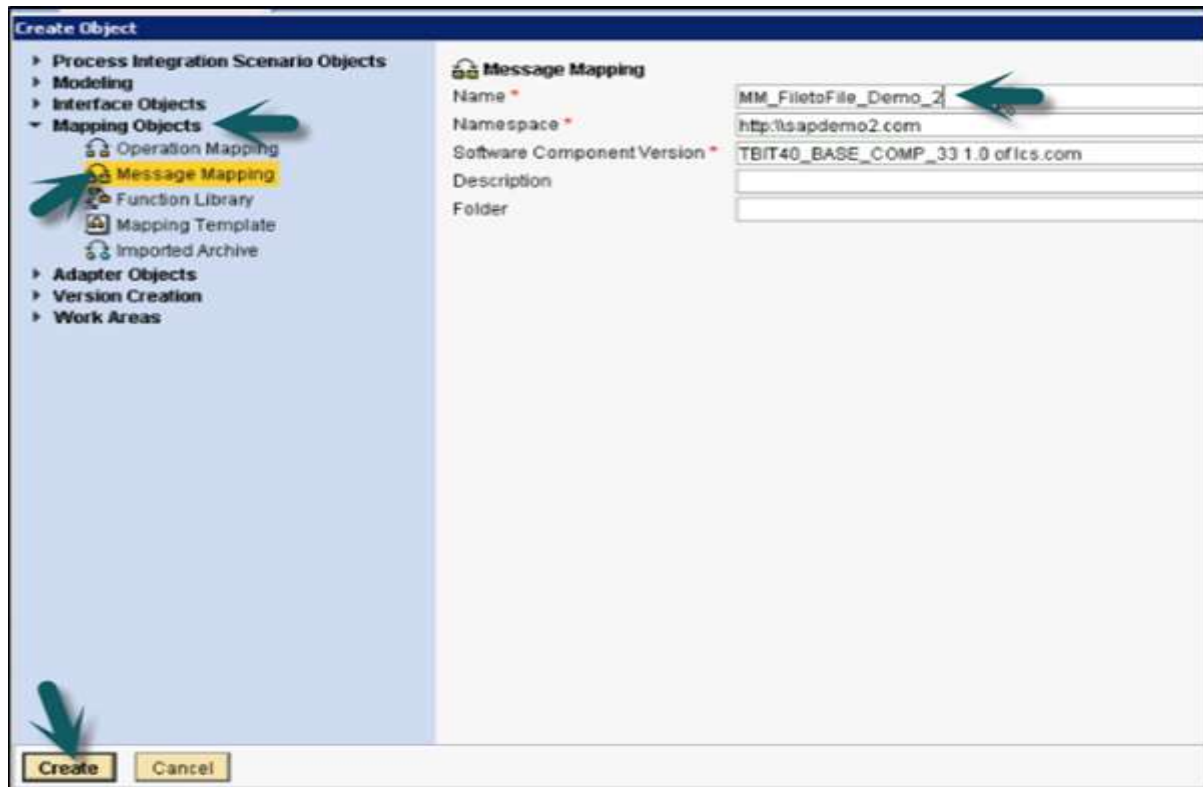 Create Object
Process Integration Scenario Objects
Modeling
Interface Objects
Mapping Objects
Operation Mapping
Message Mapping
Function Library
Mapping Template
Imported Archive
Adapter Objects
Version Creation
Work Areas
Message Mapping
Name * MM_FiletoFile_Demo_2
Namespace * http:\\sapdemo2.com
Software Component Version * TBIT40_BASE_COMP_33 1.0 of lcs.com
Description
Folder
Create Cancel